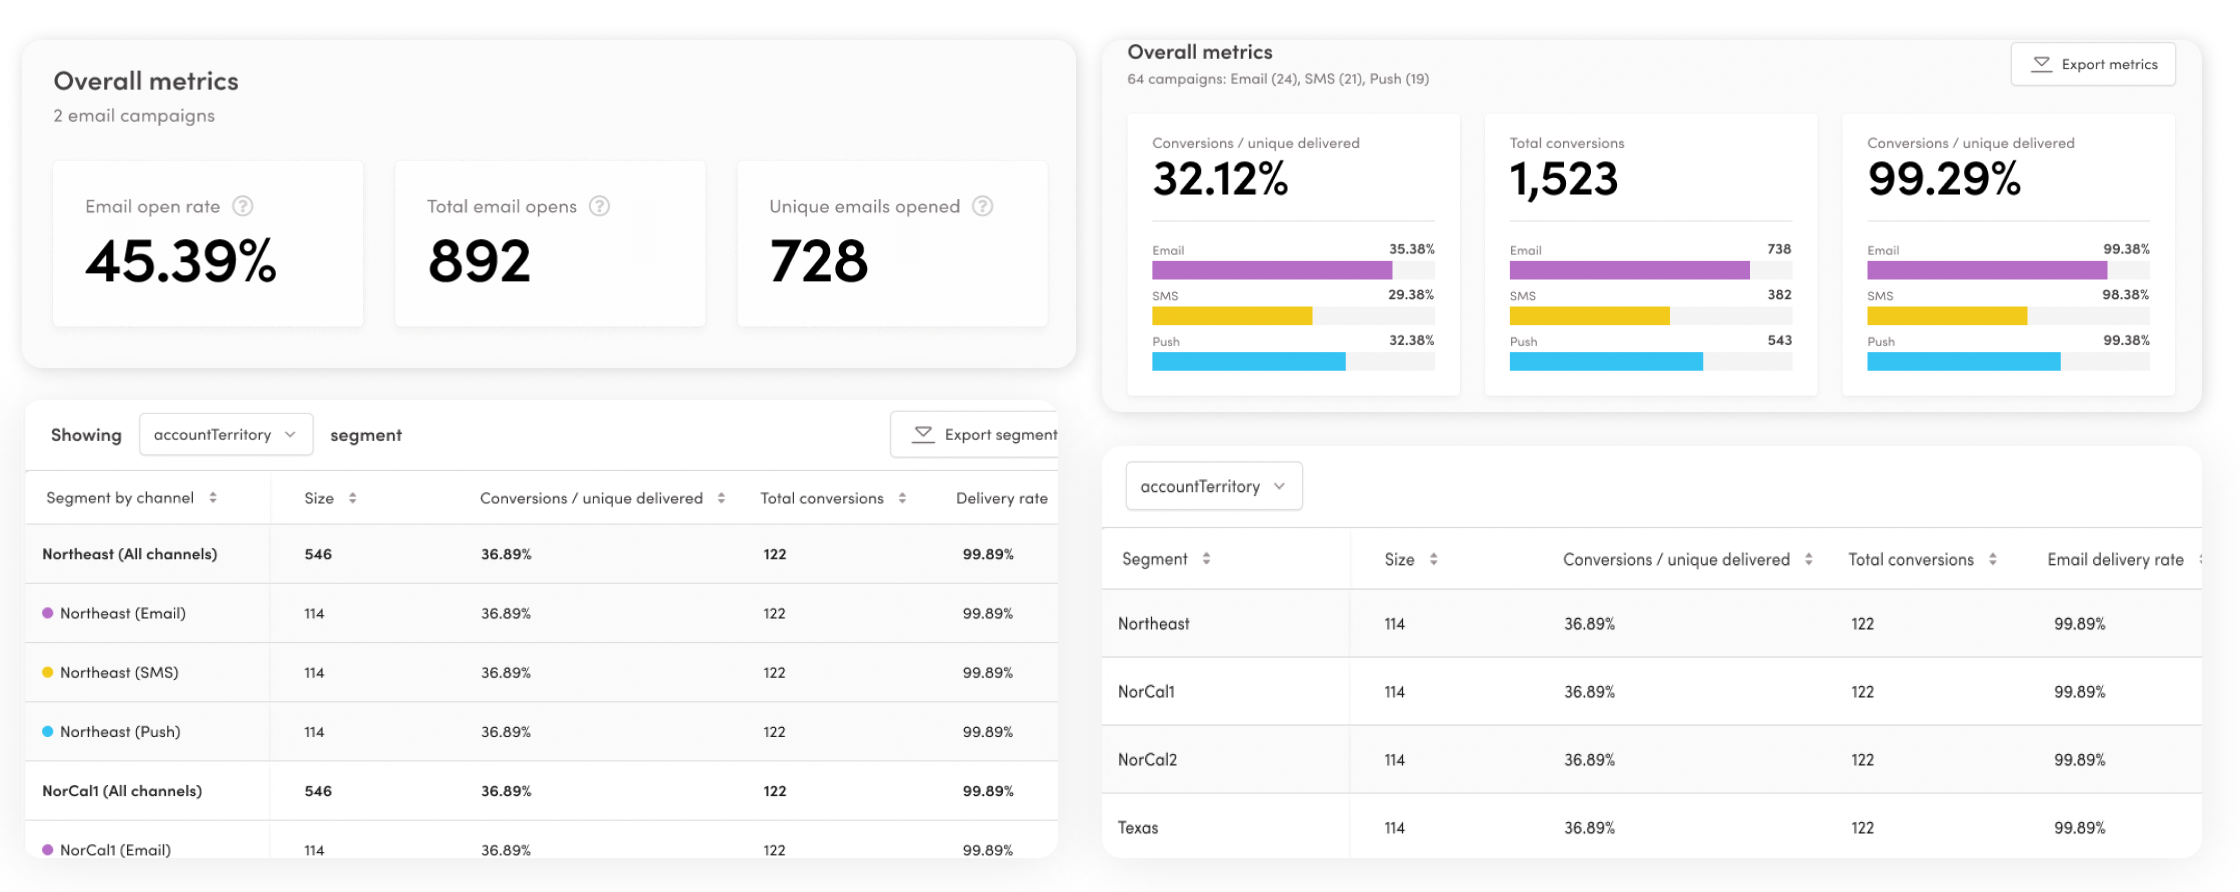 Overall metrics
2 email campaigns
Email open rate ?
45.39%
Total email opens ?
892
Unique emails opened ?
728
Overall metrics
64 campaigns: Email (24), SMS (21), Push (19)
Export metrics
Conversions / unique delivered
32.12%
Email 35.38%
SMS 29.38%
Push 32.38%
Total conversions
1,523
Email 738
SMS 382
Push 543
Conversions / unique delivered
99.29%
Email 99.38%
SMS 98.38%
Push 99.38%
Showing accountTerritory segment Export segment
Segment by channel Size Conversions / unique delivered Total conversions Delivery rate
Northeast (All channels) 546 36.89% 122 99.89%
Northeast (Email) 114 36.89% 122 99.89%
Northeast (SMS) 114 36.89% 122 99.89%
Northeast (Push) 114 36.89% 122 99.89%
NorCal1 (All channels) 546 36.89% 122 99.89%
NorCal1 (Email) 114 36.89% 122 99.89%
accountTerritory
Segment Size Conversions / unique delivered Total conversions Email delivery rate
Northeast 114 36.89% 122 99.89%
NorCal1 114 36.89% 122 99.89%
NorCal2 114 36.89% 122 99.89%
Texas 114 36.89% 122 99.89%